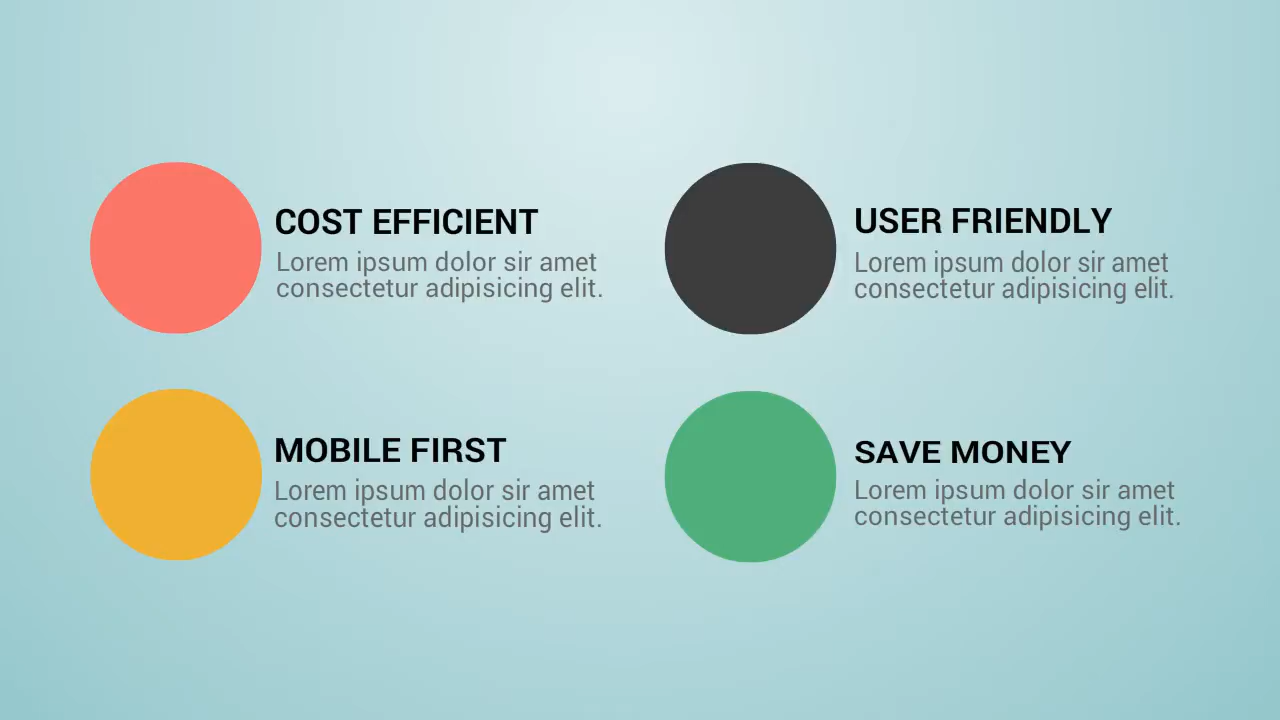 COST EFFICIENT
Lorem ipsum dolor sir amet
consectetur adipisicing elit.
USER FRIENDLY
Lorem ipsum dolor sir amet
consectetur adipisicing elit.
MOBILE FIRST
Lorem ipsum dolor sir amet
consectetur adipisicing elit.
SAVE MONEY
Lorem ipsum dolor sir amet
consectetur adipisicing elit.